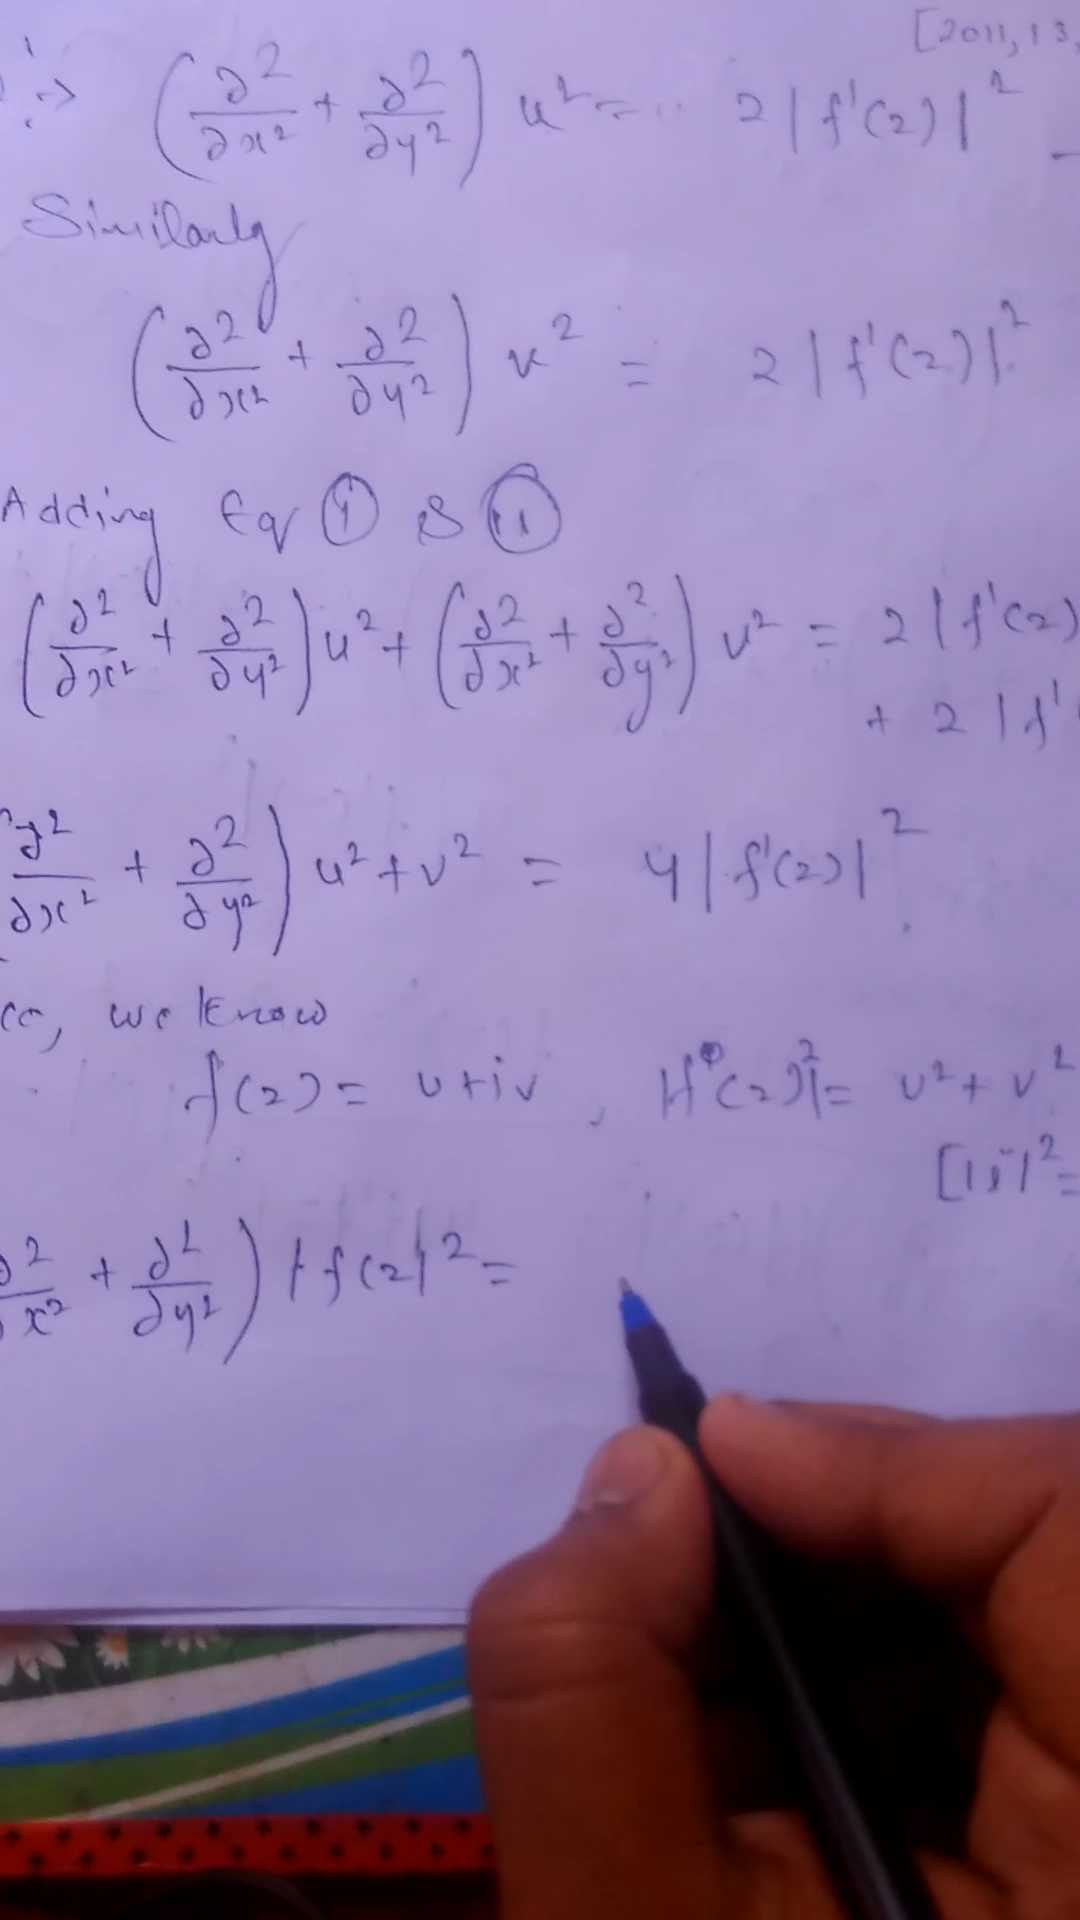 [2011, 13,
∴ (∂²/∂x² + ∂²/∂y²) u² = 2|f'(z)|²
Similarly
(∂²/∂x² + ∂²/∂y²) v² = 2|f'(z)|²
Adding Eq (i) & (ii)
(∂²/∂x² + ∂²/∂y²) u² + (∂²/∂x² + ∂²/∂y²) v² = 2|f'(z)
+ 2|f'
∂²/∂x² + ∂²/∂y²) u² + v² = 4|f'(z)|²
ce, we know
f(z) = u+iv, |f(z)|² = u² + v²
∂²/∂x² + ∂²/∂y²) |f(z)|² =